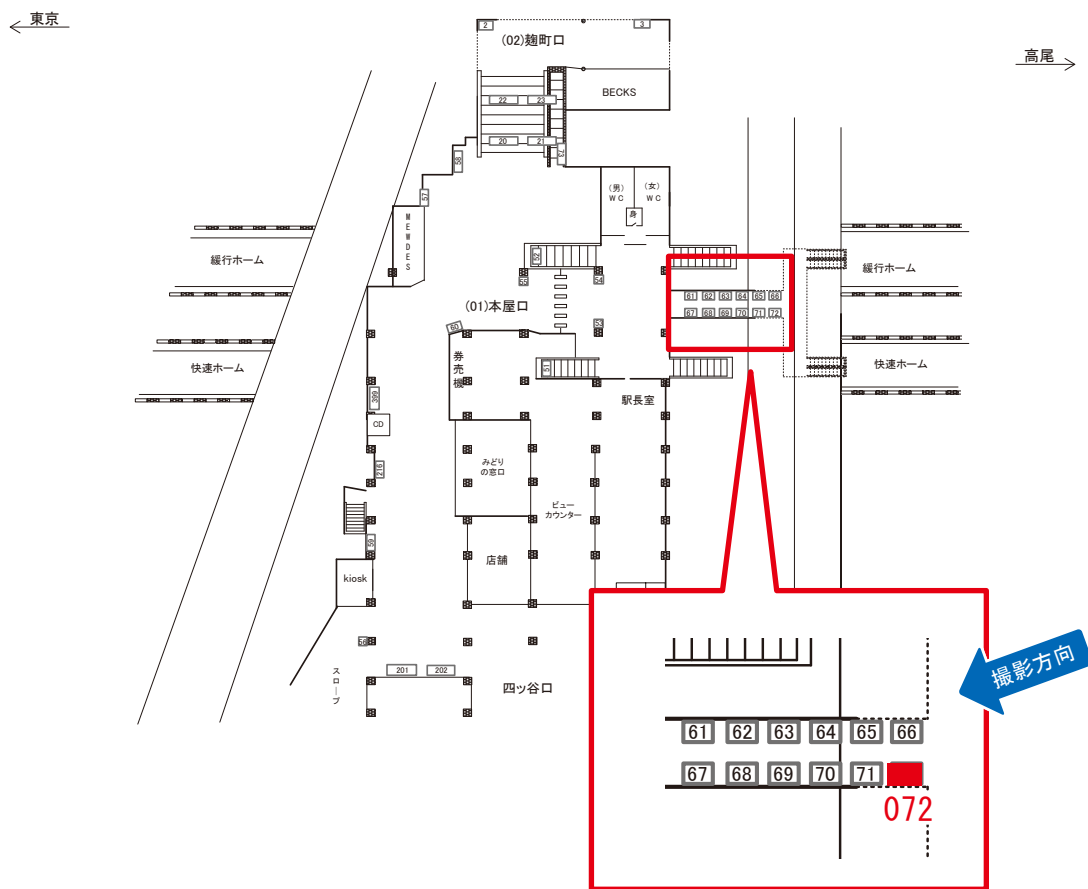 東京
高尾
2
3
(02)麹町口
BECKS
22
23
20
21
73
58
57
NEWDES
(男)
WC
(女)
WC
身
緩行ホーム
緩行ホーム
52
55
54
61 62 63 64 65 66
67 68 69 70 71 72
(01)本屋口
60
53
快速ホーム
快速ホーム
券売機
51
駅長室
399
CD
みどり
の窓口
216
ビュー
カウンター
59
店舗
kiosk
56
スロープ
201
202
四ッ谷口
撮影方向
61 62 63 64 65 66
67 68 69 70 71
072